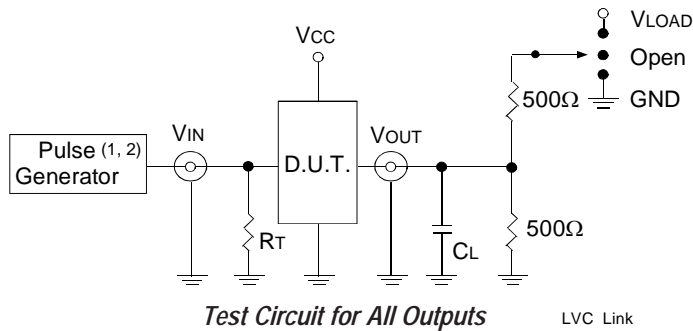 VLOAD
VCC
Open
500Ω
GND
VIN
VOUT
Pulse (1, 2)
Generator
D.U.T.
500Ω
RT
CL
Test Circuit for All Outputs
LVC Link